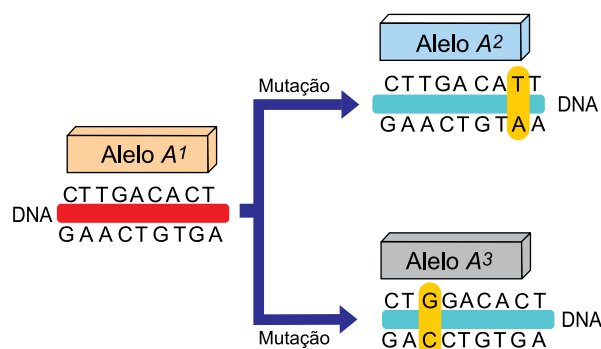 Alelo A1
CTTGACACT
DNA
GAACTGTGA
Mutação
Alelo A2
CTTGACATT
DNA
GAACTGTAA
Mutação
Alelo A3
CTGGACACT
DNA
GACCTGTGA